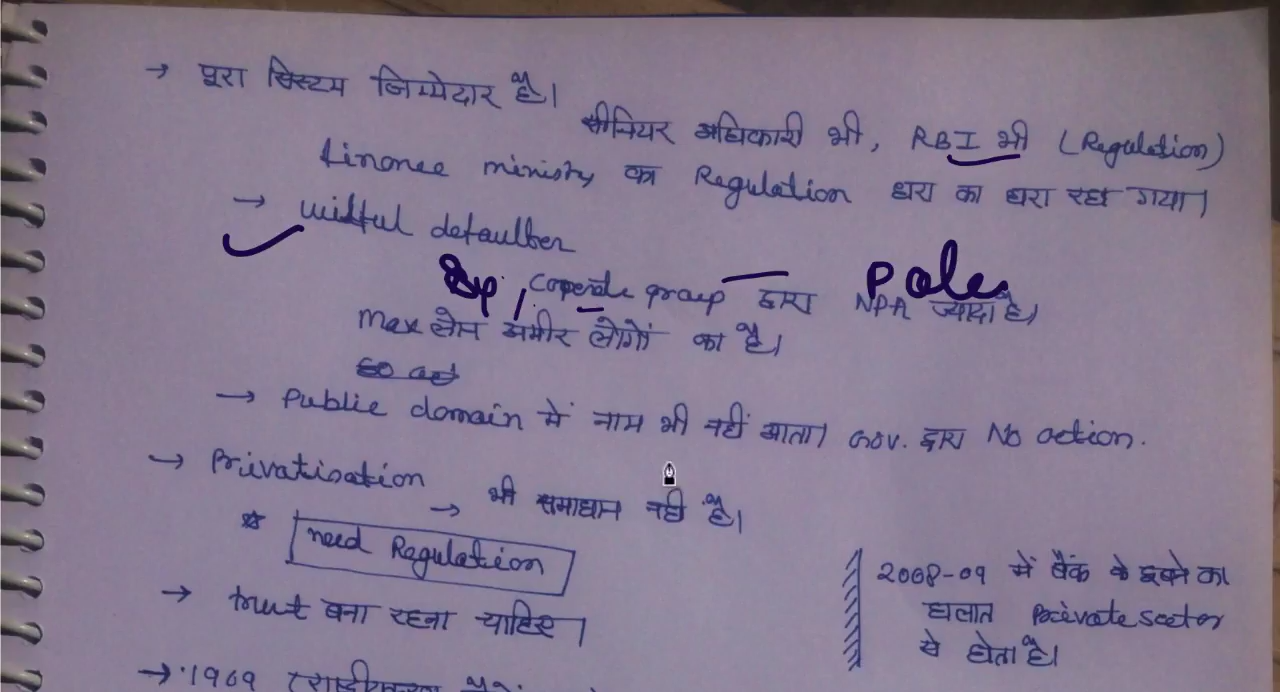 → पूरा सिस्टम जिम्मेदार है।
सीनियर अधिकारी भी, RBI भी (Regulation)
finance ministry का Regulation धरा का धरा रह गया।
→ wilful defaulter
corporate group द्वारा NPA ज्यादा है।
max लोन अमीर लोगों का है।
→ Public domain में नाम भी नहीं आता। Gov. द्वारा No action.
→ Privatisation → भी समाधान नही है।
* need Regulation
→ trust बना रहना चाहिए।
2008-09 में बैंक के डूबने का
हालात Private sector
से होता है।
→ 1969